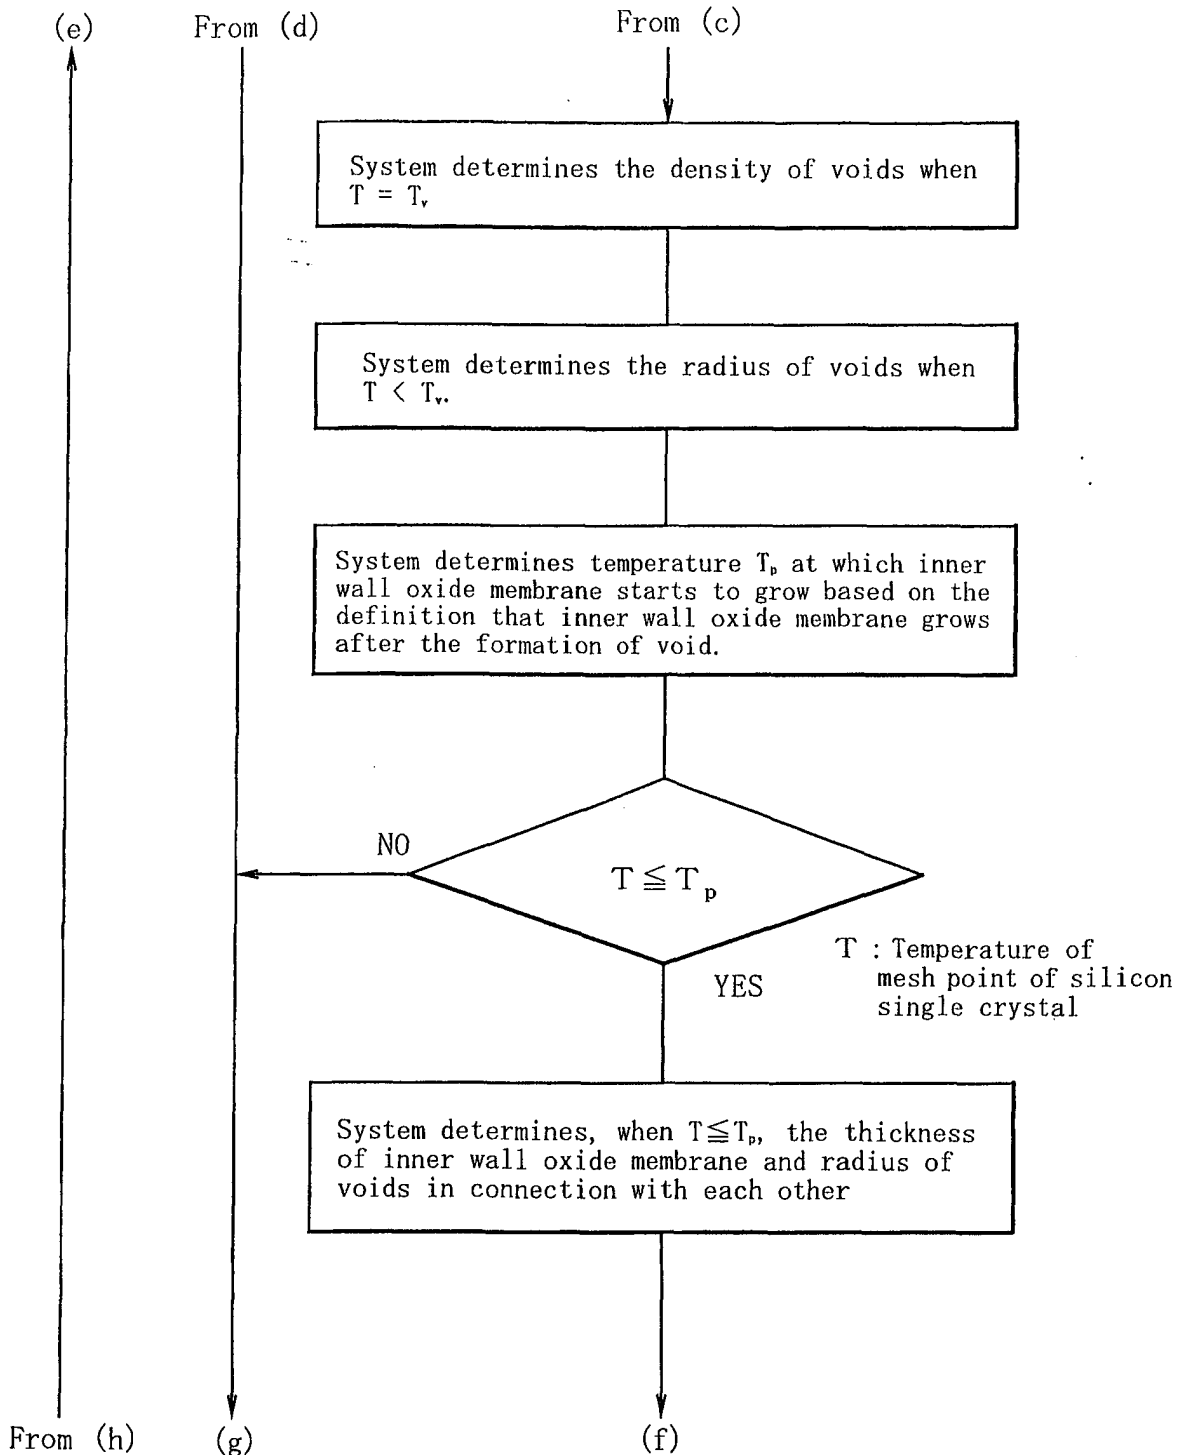 (e)
From (d)
From (c)
System determines the density of voids when
T = Tv
System determines the radius of voids when
T < Tv.
System determines temperature Tp at which inner
wall oxide membrane starts to grow based on the
definition that inner wall oxide membrane grows
after the formation of void.
NO
T ≦ Tp
T : Temperature of
mesh point of silicon
single crystal
YES
System determines, when T≦Tp, the thickness
of inner wall oxide membrane and radius of
voids in connection with each other
From (h)
(g)
(f)